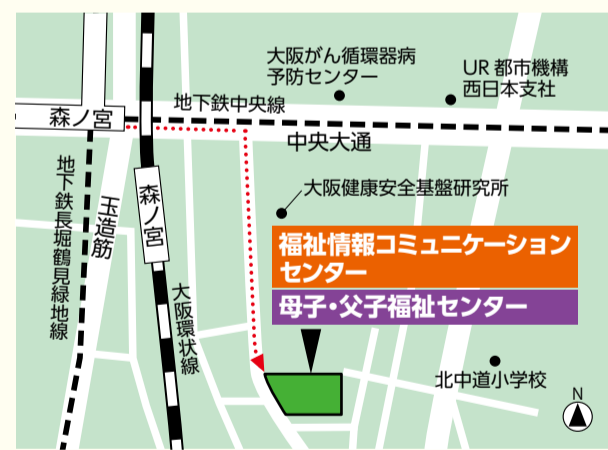 大阪がん循環器病
予防センター
UR 都市機構
西日本支社
地下鉄中央線
森ノ宮
中央大通
地下鉄長堀鶴見緑地線
玉造筋
森ノ宮
大阪健康安全基盤研究所
福祉情報コミュニケーション
センター
母子・父子福祉センター
大阪環状線
北中道小学校
N